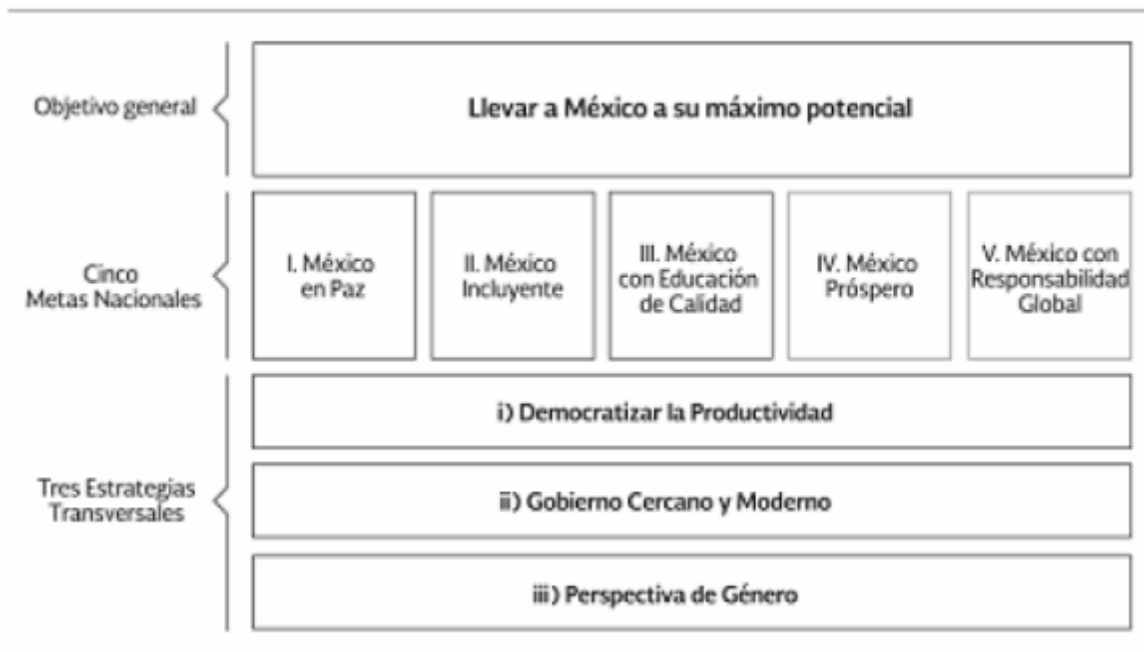 Objetivo general
Llevar a México a su máximo potencial
Cinco
Metas Nacionales
I. México
en Paz
II. México
Incluyente
III. México
con Educación
de Calidad
IV. México
Próspero
V. México con
Responsabilidad
Global
Tres Estrategias
Transversales
i) Democratizar la Productividad
ii) Gobierno Cercano y Moderno
iii) Perspectiva de Género